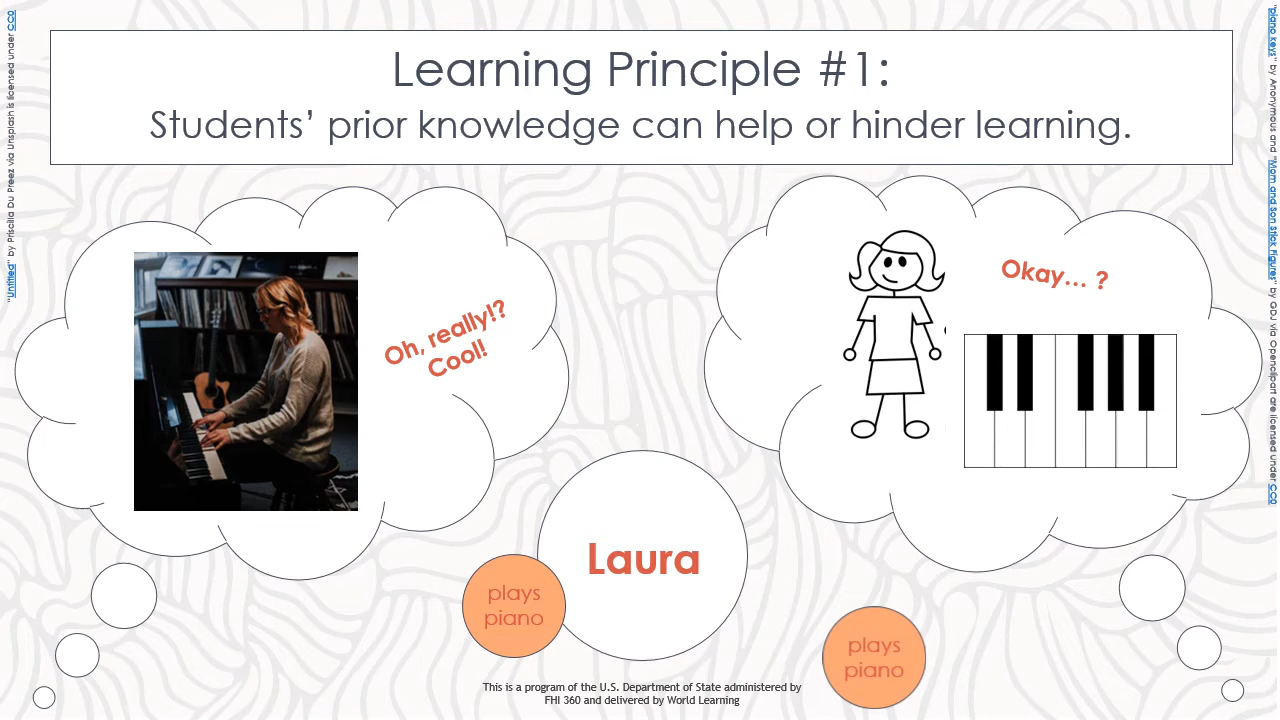 Learning Principle #1:
Students’ prior knowledge can help or hinder learning.
"Untitled" by Priscilla Du Preez via Unsplash is licensed under CC0
"piano keys" by Anonymous and "Mom and Son Stick Figures" by GDJ via Openclipart are licensed under CC0
Oh, really!?
Cool!
Okay... ?
Laura
plays
piano
plays
piano
This is a program of the U.S. Department of State administered by
FHI 360 and delivered by World Learning